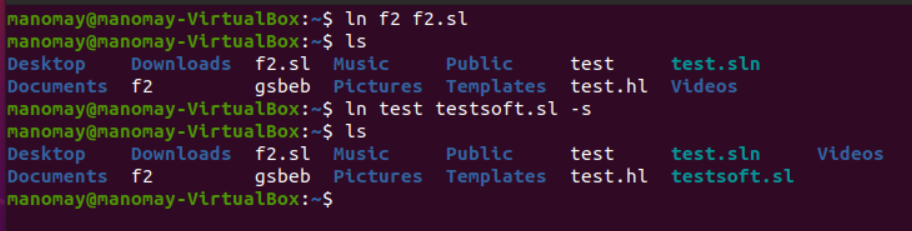 manomay@manomay-VirtualBox:~$ ln f2 f2.sl
manomay@manomay-VirtualBox:~$ ls
Desktop    Downloads  f2.sl  Music     Public     test     test.sln
Documents  f2         gsbeb  Pictures  Templates  test.hl  Videos
manomay@manomay-VirtualBox:~$ ln test testsoft.sl -s
manomay@manomay-VirtualBox:~$ ls
Desktop    Downloads  f2.sl  Music     Public     test     test.sln     Videos
Documents  f2         gsbeb  Pictures  Templates  test.hl  testsoft.sl
manomay@manomay-VirtualBox:~$